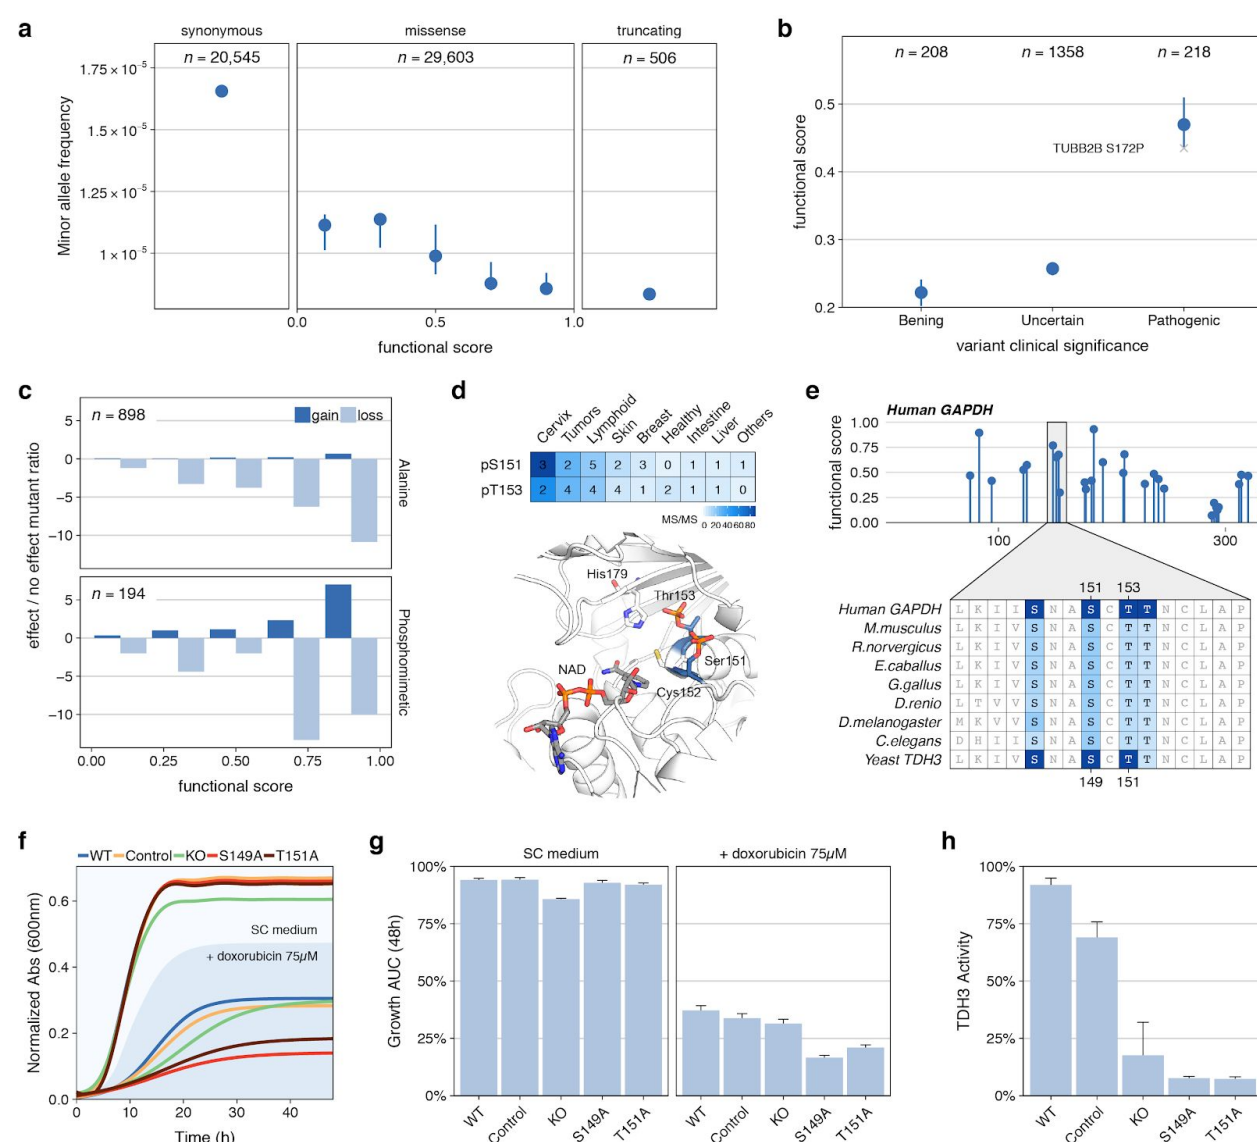 a
synonymous
missense
truncating
n = 20,545
n = 29,603
n = 506
Minor allele frequency
1.75 × 10⁻⁵
1.5 × 10⁻⁵
1.25 × 10⁻⁵
1 × 10⁻⁵
0.0
0.5
1.0
functional score
b
n = 208
n = 1358
n = 218
functional score
0.5
0.4
0.3
0.2
TUBB2B S172P
Bening
Uncertain
Pathogenic
variant clinical significance
c
n = 898
gain
loss
effect / no effect mutant ratio
0
−5
−10
Alanine
n = 194
5
0
−5
−10
Phosphomimetic
0.00
0.25
0.50
0.75
1.00
functional score
d
Cervix
Tumors
Lymphoid
Skin
Breast
Healthy
Intestine
Liver
Others
pS151 3 2 5 2 3 0 1 1 1
pT153 2 4 4 4 1 2 1 1 0
MS/MS
0 20 40 60 80
His179
Thr153
NAD
Ser151
Cys152
e
Human GAPDH
functional score
1.00
0.75
0.50
0.25
0.00
100
300
151 153
Human GAPDH L K I I S N A S C T T N C L A P
M.musculus L K I V S N A S C T T N C L A P
R.norvergicus L K I V S N A S C T T N C L A P
E.caballus L K I V S N A S C T T N C L A P
G.gallus L K I V S N A S C T T N C L A P
D.renio L T V V S N A S C T T N C L A P
D.melanogaster M K V V S N A S C T T N C L A P
C.elegans D H I I S N A S C T T N C L A P
Yeast TDH3 L K I V S N A S C T T N C L A P
149 151
f
WT Control KO S149A T151A
Normalized Abs (600nm)
0.6
0.4
0.2
0.0
SC medium
+ doxorubicin 75µM
0
10
20
30
40
Time (h)
g
SC medium
+ doxorubicin 75µM
Growth AUC (48h)
100%
75%
50%
25%
0%
WT
Control
KO
S149A
T151A
WT
Control
KO
S149A
T151A
h
TDH3 Activity
100%
75%
50%
25%
0%
WT
Control
KO
S149A
T151A